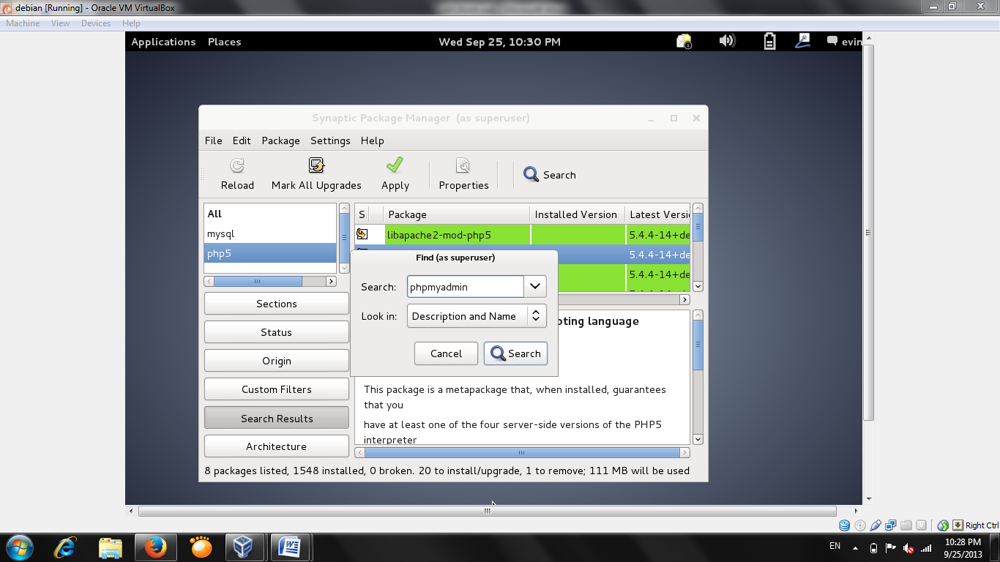 debian [Running] - Oracle VM VirtualBox
Machine View Devices Help
Applications Places Wed Sep 25, 10:30 PM 1 evin
Synaptic Package Manager (as superuser)
File Edit Package Settings Help
Reload Mark All Upgrades Apply Properties Search
All
mysql
php5
S Package Installed Version Latest Versi
libapache2-mod-php5 5.4.4-14+de
5.4.4-14+de
5.4.4-14+de
Find (as superuser)
Search: phpmyadmin
Look in: Description and Name
Cancel Search
Sections
Status
Origin
Custom Filters
Search Results
Architecture
pting language
This package is a metapackage that, when installed, guarantees
that you
have at least one of the four server-side versions of the PHP5
interpreter
8 packages listed, 1548 installed, 0 broken. 20 to install/upgrade, 1 to remove; 111 MB will be used
Right Ctrl
EN 10:28 PM
9/25/2013